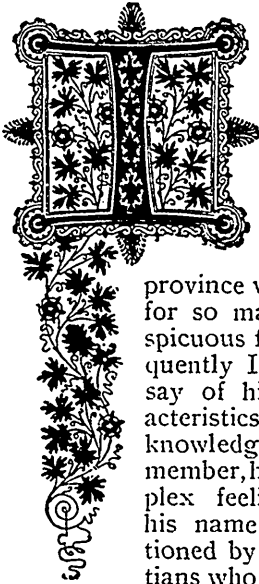 I
province w
for so ma
spicuous f
quently I
say of hi
acteristics
knowledg
member, h
plex feeli
his name
tioned by
tians who